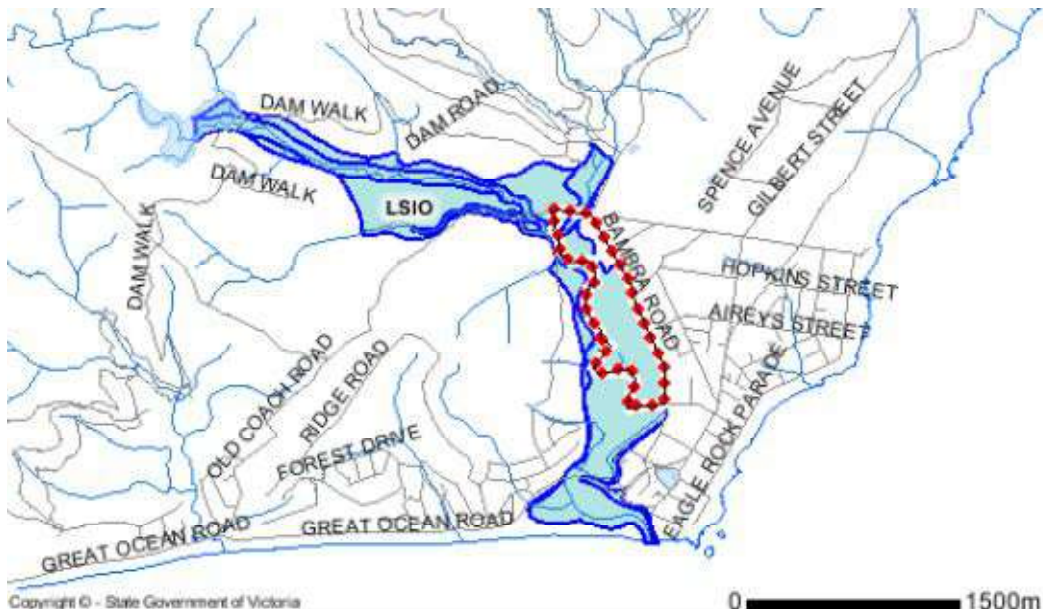 DAM WALK
DAM ROAD
SPENCE AVENUE
GILBERT STREET
DAM WALK
LSIO
DAM WALK
BAMBRA ROAD
HOPKINS STREET
AIREYS STREET
OLD COACH ROAD
RIDGE ROAD
FOREST DRIVE
EAGLE ROCK PARADE
GREAT OCEAN ROAD
GREAT OCEAN ROAD
Copyright © - State Government of Victoria
0 1500m